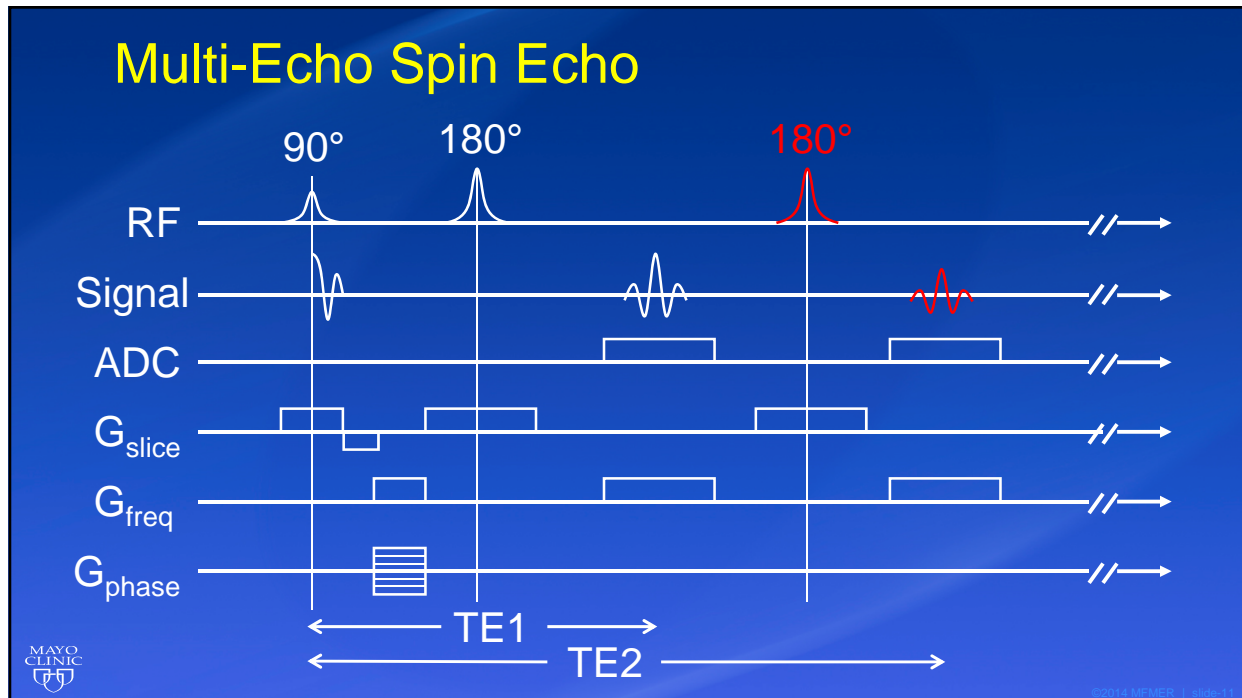 Multi-Echo Spin Echo
90°
180°
180°
RF
Signal
ADC
Gslice
Gfreq
Gphase
TE1
TE2
MAYO
CLINIC
©2014 MFMER | slide-11